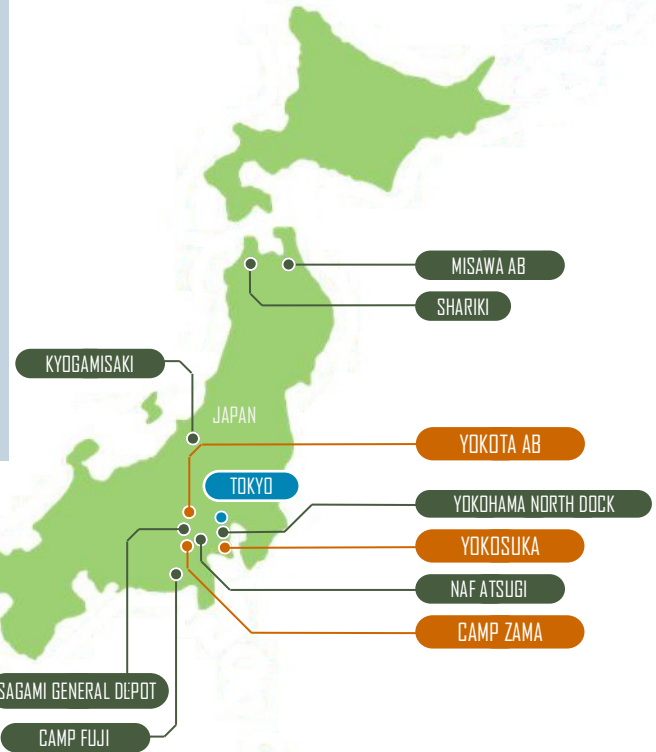 MISAWA AB
SHARIKI
KYOGAMISAKI
JAPAN
YOKOTA AB
TOKYO
YOKOHAMA NORTH DOCK
YOKOSUKA
NAF ATSUGI
CAMP ZAMA
SAGAMI GENERAL DEPOT
CAMP FUJI